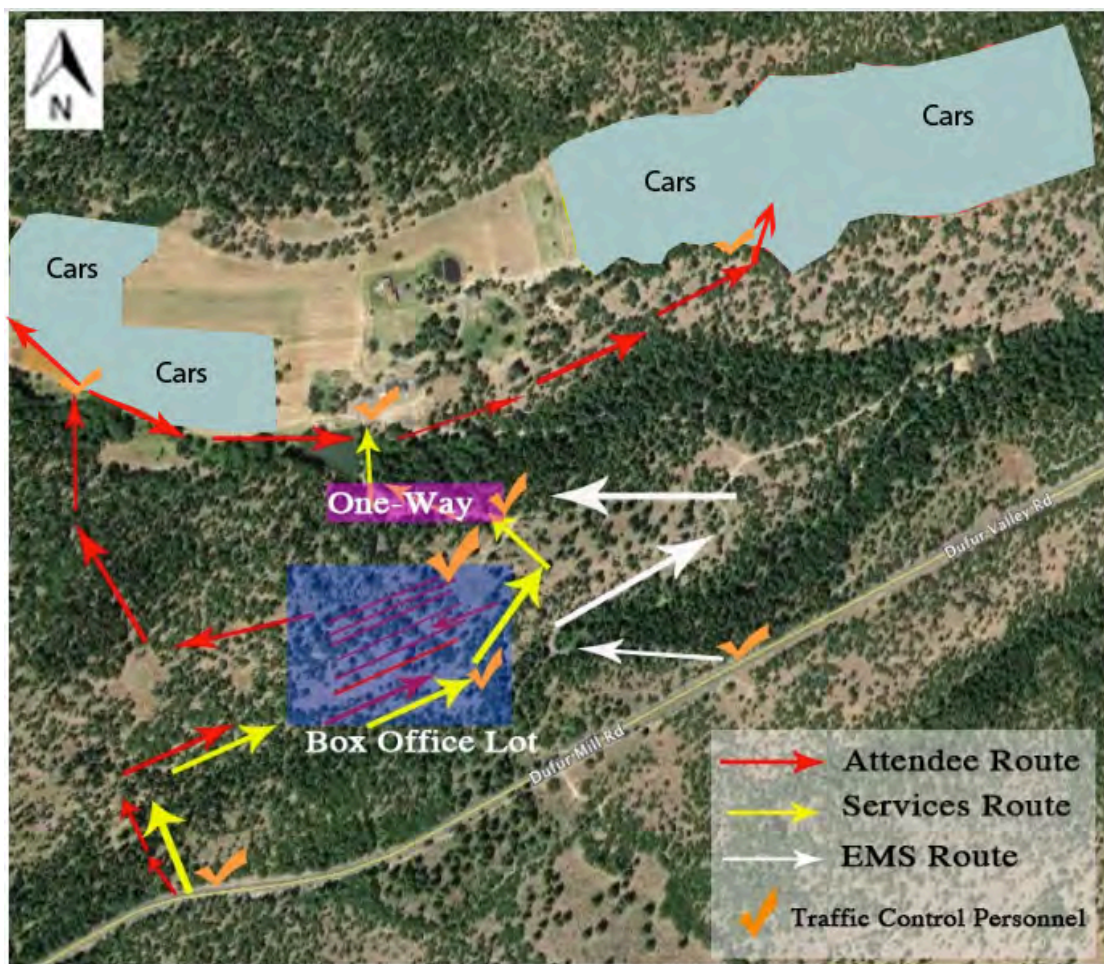 N
Cars
Cars
Cars
Cars
One-Way
Dufur Valley Rd
Box Office Lot
Dufur Mill Rd
Attendee Route
Services Route
EMS Route
Traffic Control Personnel